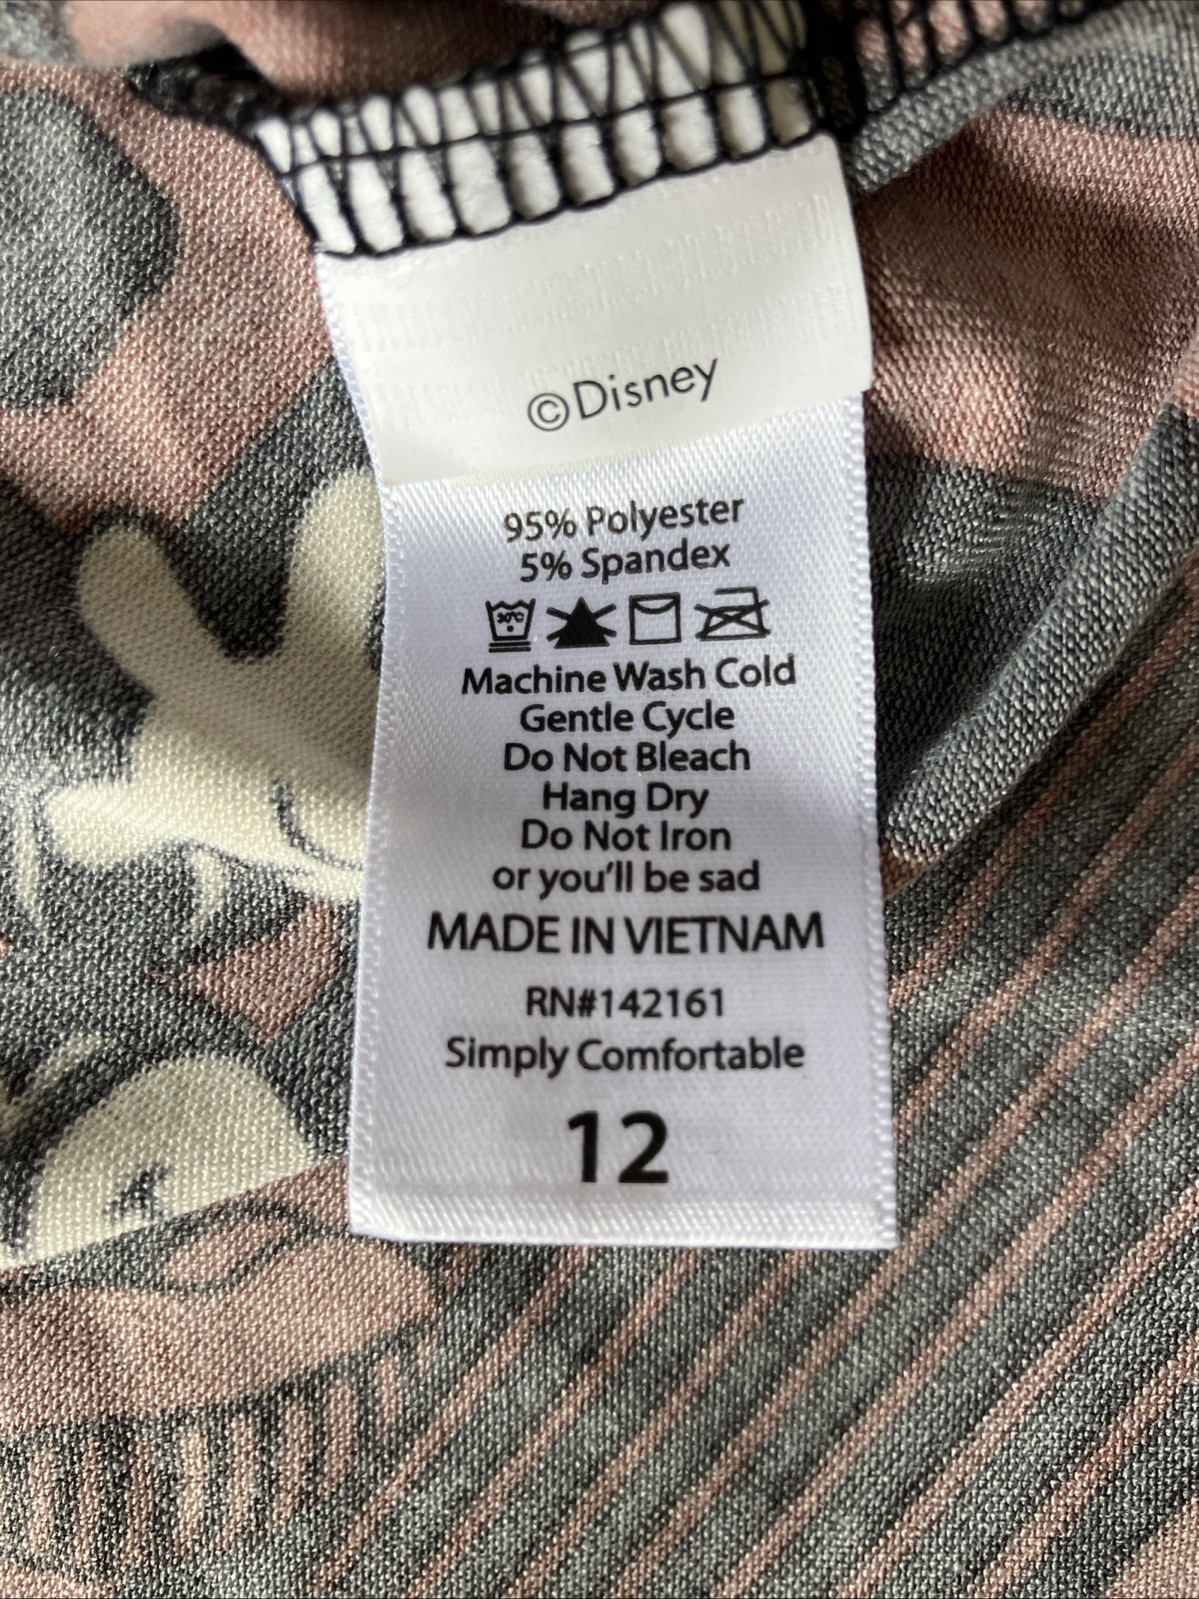 ©Disney
95% Polyester
5% Spandex
30°C
Machine Wash Cold
Gentle Cycle
Do Not Bleach
Hang Dry
Do Not Iron
or you'll be sad
MADE IN VIETNAM
RN#142161
Simply Comfortable
12